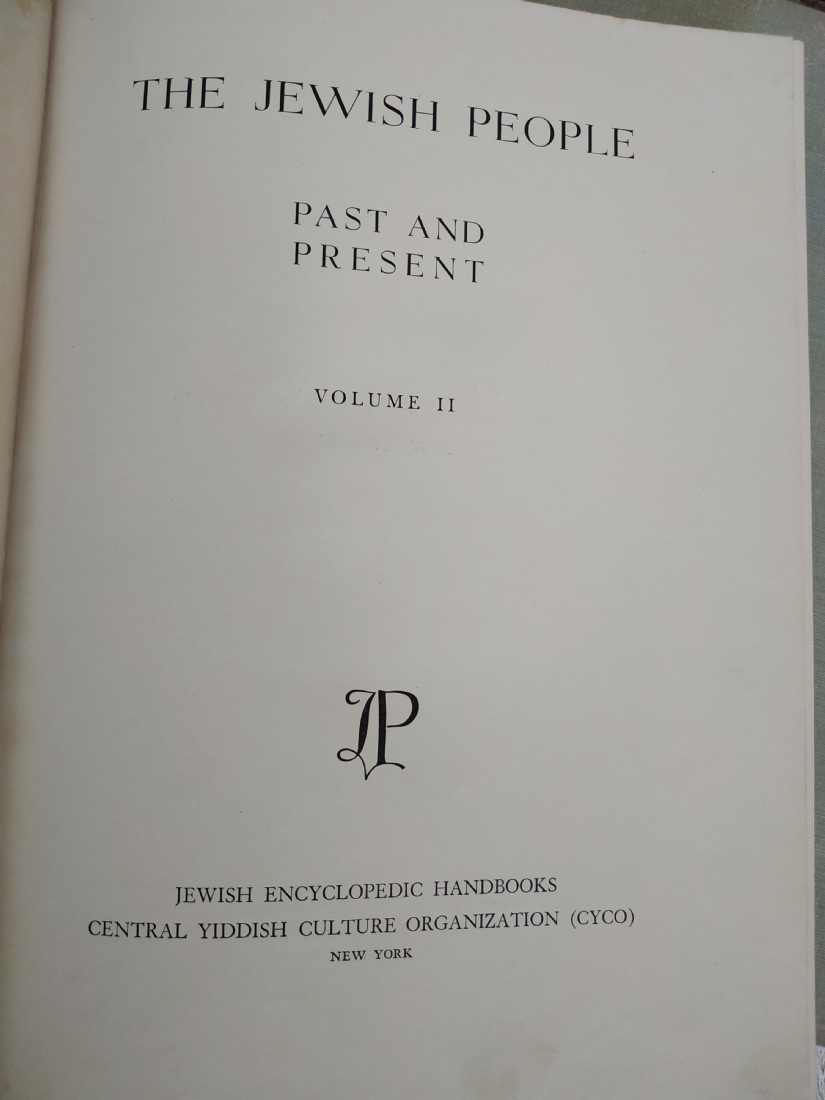 THE JEWISH PEOPLE
PAST AND
PRESENT
VOLUME II
JP
JEWISH ENCYCLOPEDIC HANDBOOKS
CENTRAL YIDDISH CULTURE ORGANIZATION (CYCO)
NEW YORK